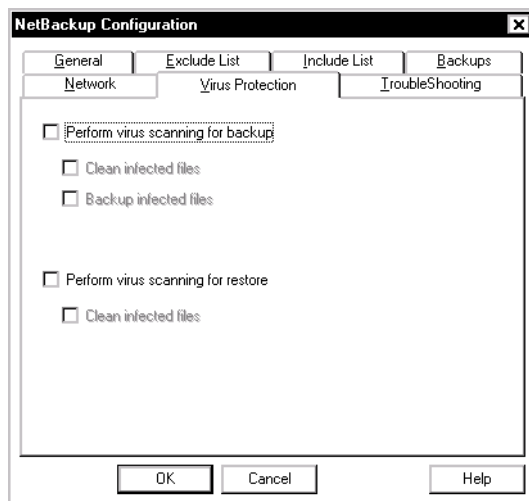 NetBackup Configuration
General Exclude List Include List Backups
Network Virus Protection TroubleShooting
Perform virus scanning for backup
Clean infected files
Backup infected files
Perform virus scanning for restore
Clean infected files
OK Cancel Help